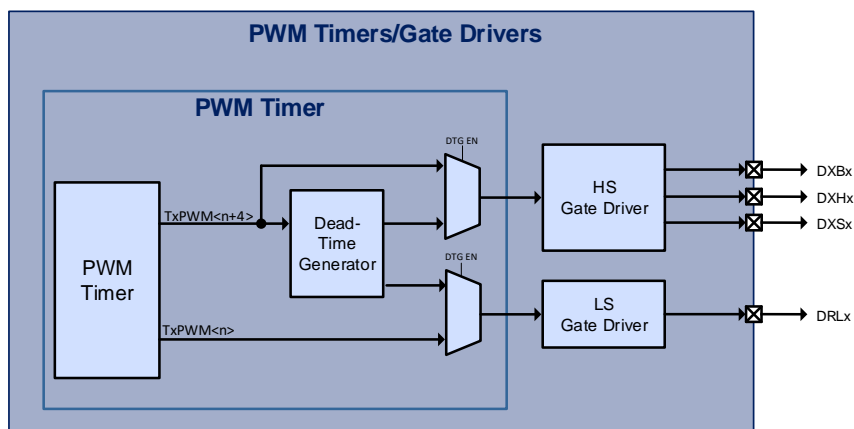 PWM Timers/Gate Drivers
PWM Timer
DTG EN
TxPWM<n+4>
Dead-
Time
Generator
HS
Gate Driver
DXBx
DXHx
DXSx
PWM
Timer
DTG EN
TxPWM<n>
LS
Gate Driver
DRLx